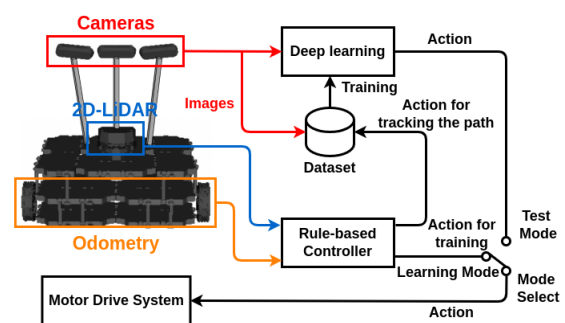 Cameras
Deep learning
Action
Training
Images
2D-LiDAR
Action for
tracking the path
Dataset
Odometry
Rule-based
Controller
Action for
training
Test
Mode
Learning Mode
Mode
Select
Motor Drive System
Action